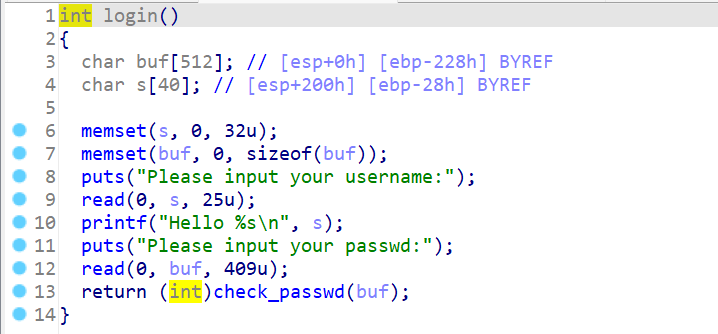 1 int login()
2 {
3   char buf[512]; // [esp+0h] [ebp-228h] BYREF
4   char s[40]; // [esp+200h] [ebp-28h] BYREF
5
6   memset(s, 0, 32u);
7   memset(buf, 0, sizeof(buf));
8   puts("Please input your username:");
9   read(0, s, 25u);
10   printf("Hello %s\n", s);
11   puts("Please input your passwd:");
12   read(0, buf, 409u);
13   return (int)check_passwd(buf);
14 }